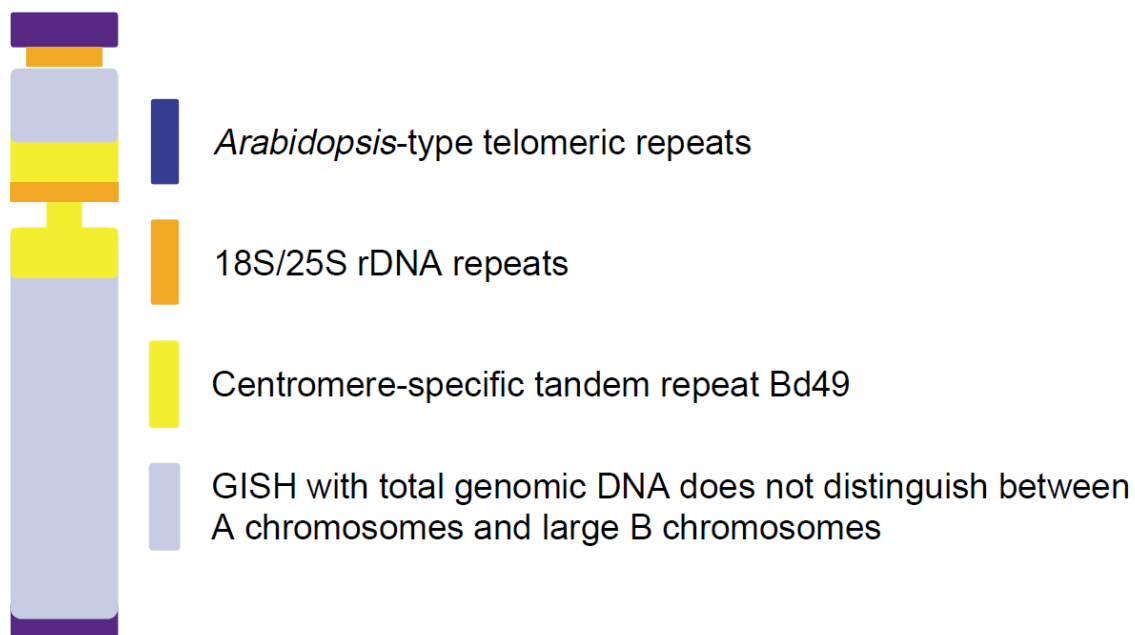 Arabidopsis-type telomeric repeats
18S/25S rDNA repeats
Centromere-specific tandem repeat Bd49
GISH with total genomic DNA does not distinguish between
A chromosomes and large B chromosomes